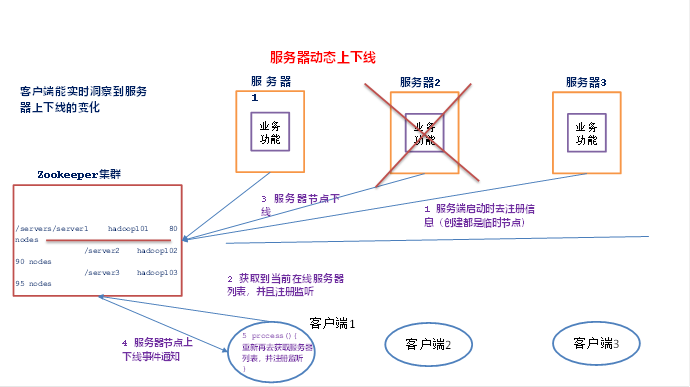 服务器动态上下线
客户端能实时洞察到服务
器上下线的变化
服 务 器
1
业务
功能
服务器2
业务
功能
服务器3
业务
功能
Zookeeper集群
/servers/server1 hadoop101 80
nodes
/server2 hadoop102
90 nodes
/server3 hadoop103
95 nodes
3 服务器节点下
线
1 服务端启动时去注册信
息（创建都是临时节点）
2 获取到当前在线服务器
列表，并且注册监听
4 服务器节点上
下线事件通知
客户端1
5 process(){
重新再去获取服务器
列表，并注册监听
}
客户端2
客户端3